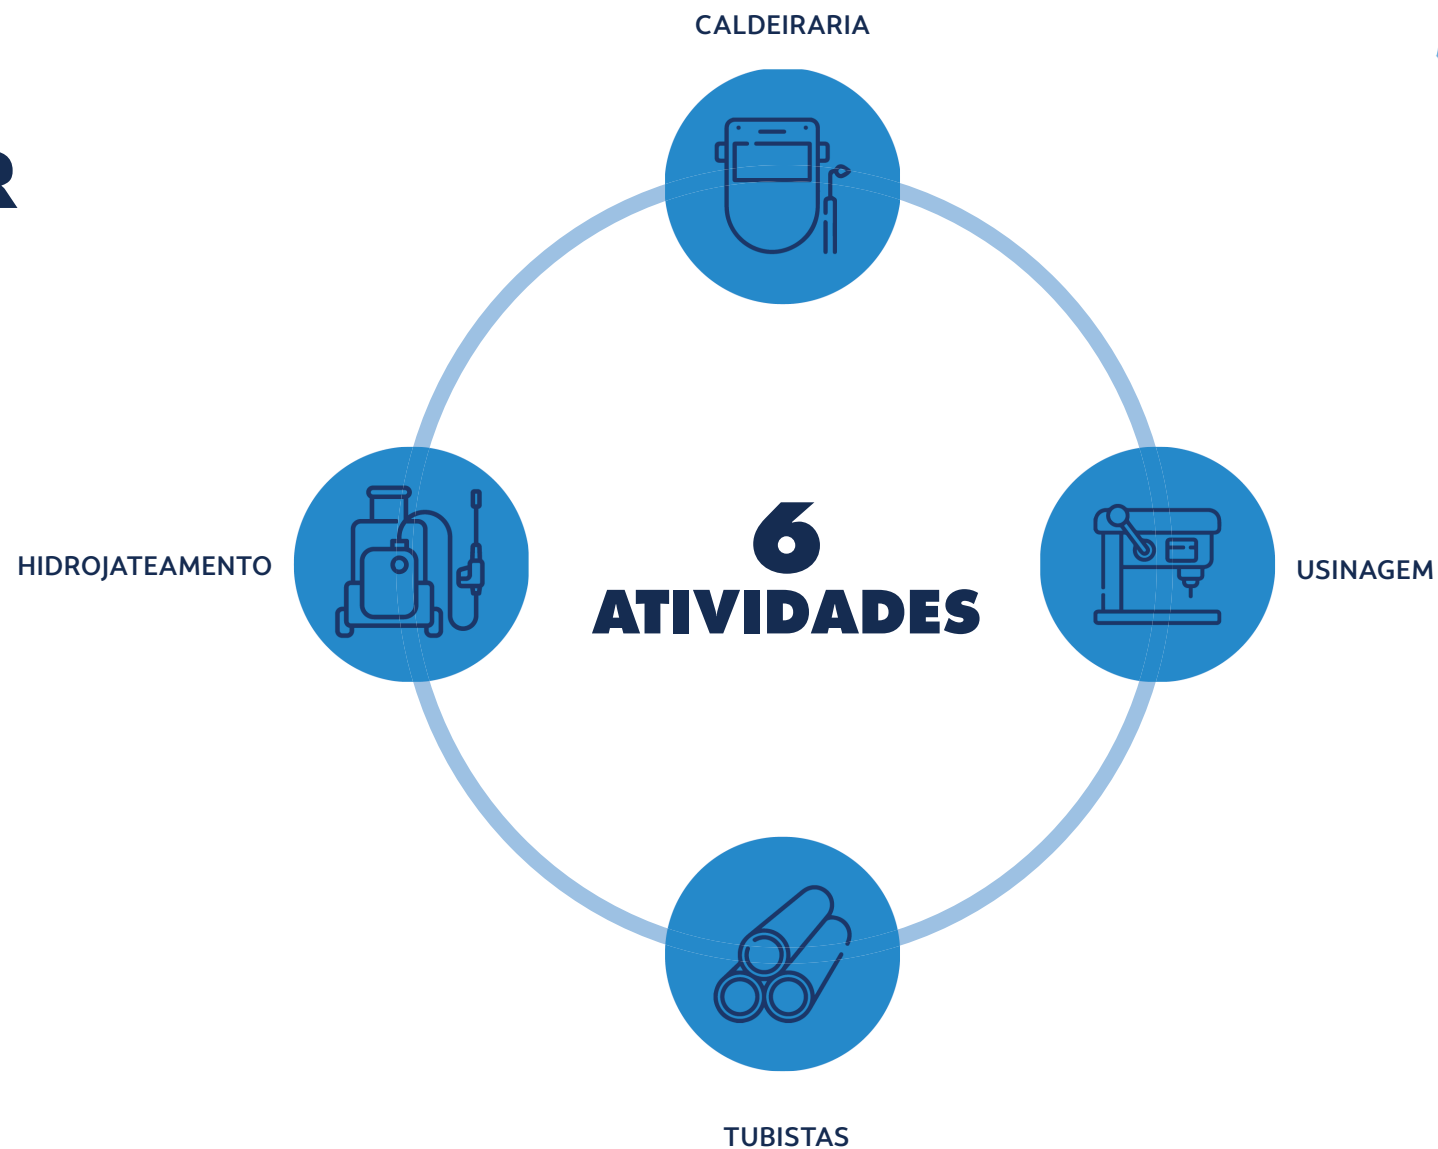 CALDEIRARIA
R
HIDROJATEAMENTO
6
ATIVIDADES
USINAGEM
TUBISTAS